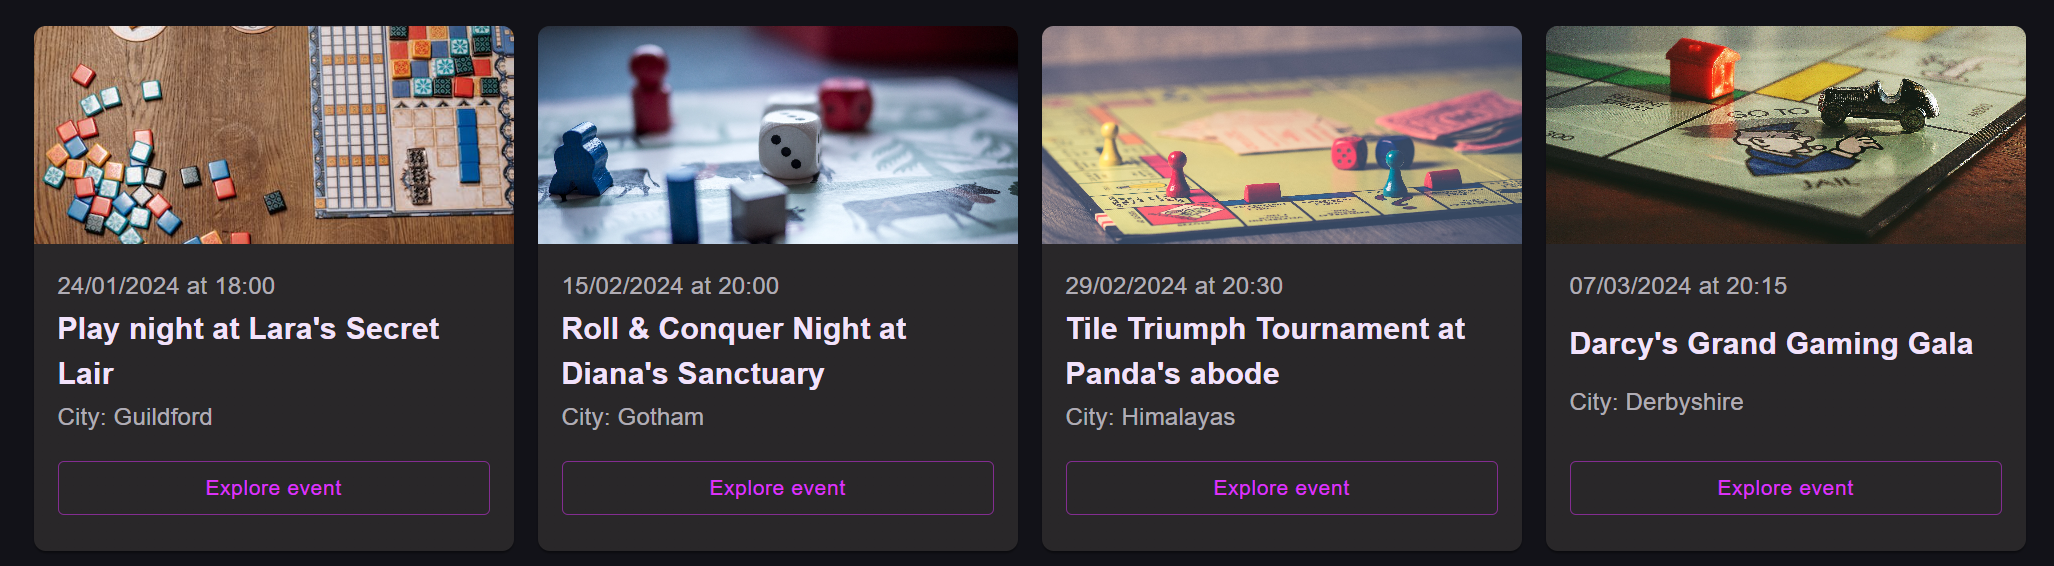 24/01/2024 at 18:00
Play night at Lara's Secret
Lair
City: Guildford
Explore event
15/02/2024 at 20:00
Roll & Conquer Night at
Diana's Sanctuary
City: Gotham
Explore event
29/02/2024 at 20:30
Tile Triumph Tournament at
Panda's abode
City: Himalayas
Explore event
GO TO
JAIL
07/03/2024 at 20:15
Darcy's Grand Gaming Gala
City: Derbyshire
Explore event